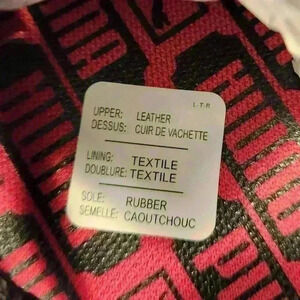 L-T-R
UPPER: LEATHER
DESSUS: CUIR DE VACHETTE
LINING: TEXTILE
DOUBLURE: TEXTILE
SOLE: RUBBER
SEMELLE: CAOUTCHOUC